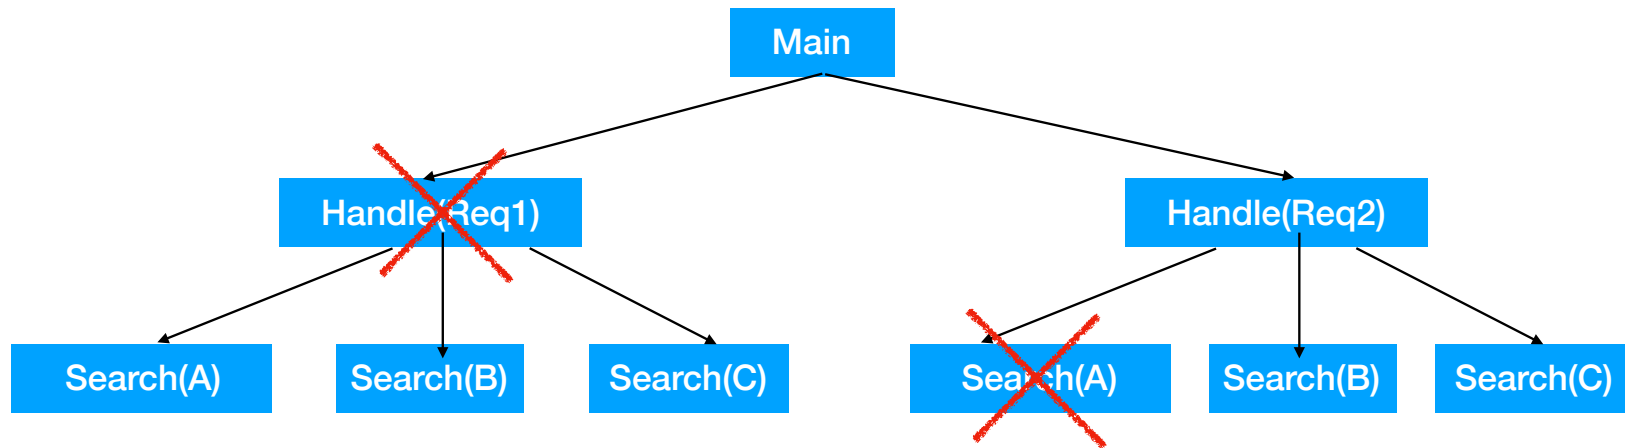 Main
Handle(Req1)
Handle(Req2)
Search(A)
Search(B)
Search(C)
Search(A)
Search(B)
Search(C)